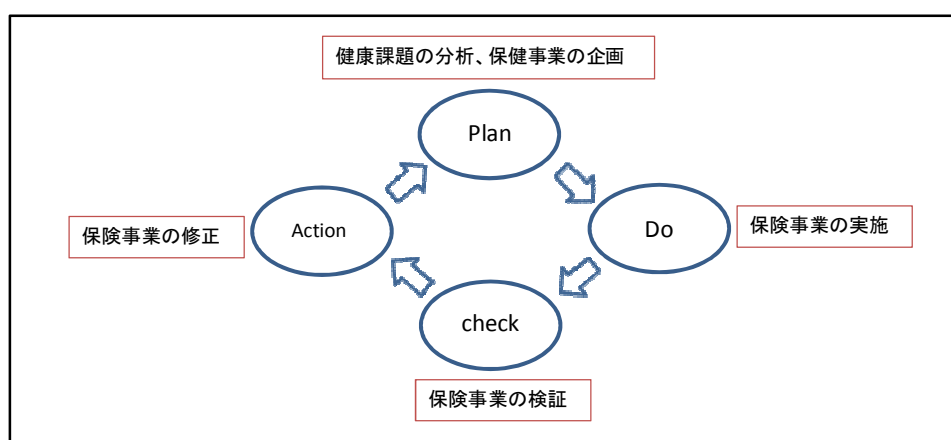 健康課題の分析、保健事業の企画
Plan
保険事業の修正
Action
Do
保険事業の実施
check
保険事業の検証